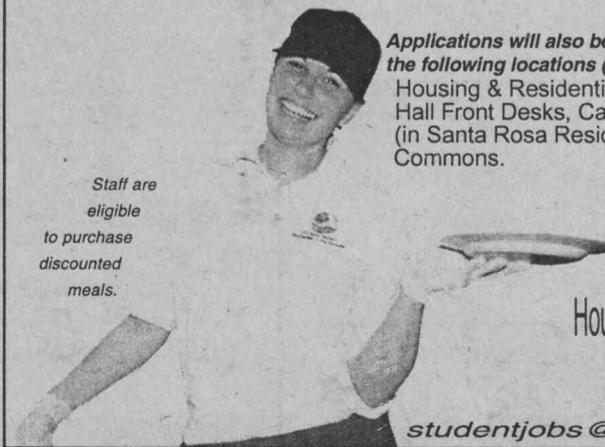 Applications will also be
the following locations (
Housing & Residenti
Hall Front Desks, Ca
(in Santa Rosa Resid
Commons.
Staff are
eligible
to purchase
discounted
meals.
Hou
studentjobs@